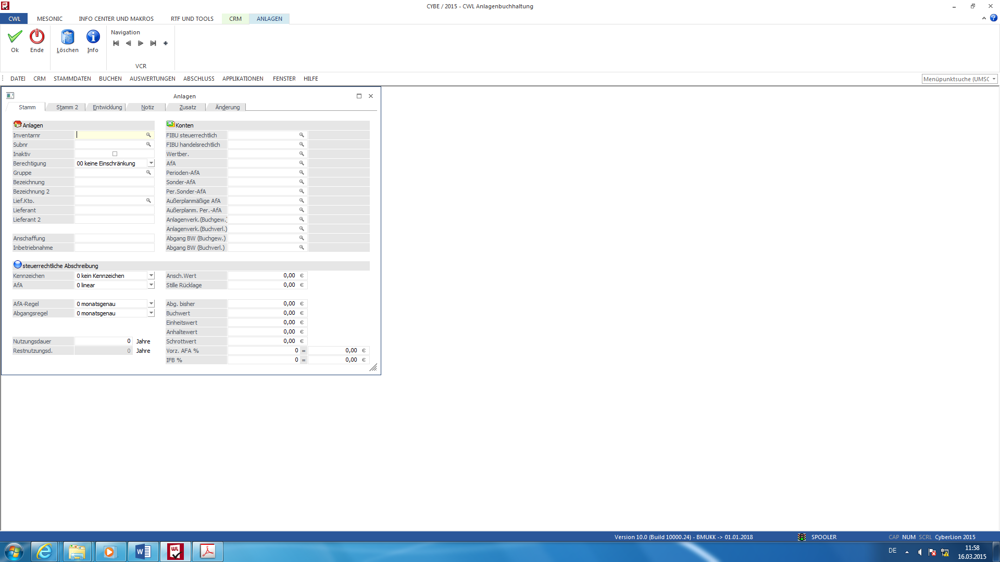 CYBE / 2015 - CWL Anlagenbuchhaltung
CWL MESONIC INFO CENTER UND MAKROS RTF UND TOOLS CRM ANLAGEN
Navigation
Ok Ende Löschen Info
VCR
DATEI CRM STAMMDATEN BUCHEN AUSWERTUNGEN ABSCHLUSS APPLIKATIONEN FENSTER HILFE Menüpunktsuche (UMSC
Anlagen
Stamm Stamm 2 Entwicklung Notiz Zusatz Änderung
Anlagen Konten
Inventarnr FIBU steuerrechtlich
Subnr FIBU handelsrechtlich
Inaktiv Wertber.
Berechtigung 00 keine Einschränkung AfA
Gruppe Perioden-AfA
Bezeichnung Sonder-AfA
Bezeichnung 2 Per.Sonder-AfA
Lief.Kto. Außerplanmäßige AfA
Lieferant Außerplanm. Per.-AfA
Lieferant 2 Anlagenverk.(Buchgew.)
Anlagenverk.(Buchverl.)
Anschaffung Abgang BW (Buchgew.)
Inbetriebnahme Abgang BW (Buchverl.)
steuerrechtliche Abschreibung
Kennzeichen 0 kein Kennzeichen Ansch.Wert 0,00 €
AfA 0 linear Stille Rücklage 0,00 €
AfA-Regel 0 monatsgenau Abg. bisher 0,00 €
Abgangsregel 0 monatsgenau Buchwert 0,00 €
Einheitswert 0,00 €
Anhaltewert 0,00 €
Nutzungsdauer 0 Jahre Schrottwert 0,00 €
Restnutzungsd. 0 Jahre Vorz. AFA % 0 = 0,00 €
IFB % 0 = 0,00 €
Version 10.0 (Build 10000.24) - BMUKK -> 01.01.2018 SPOOLER CAP NUM SCRL CyberLion 2015
DE 11:58
16.03.2015